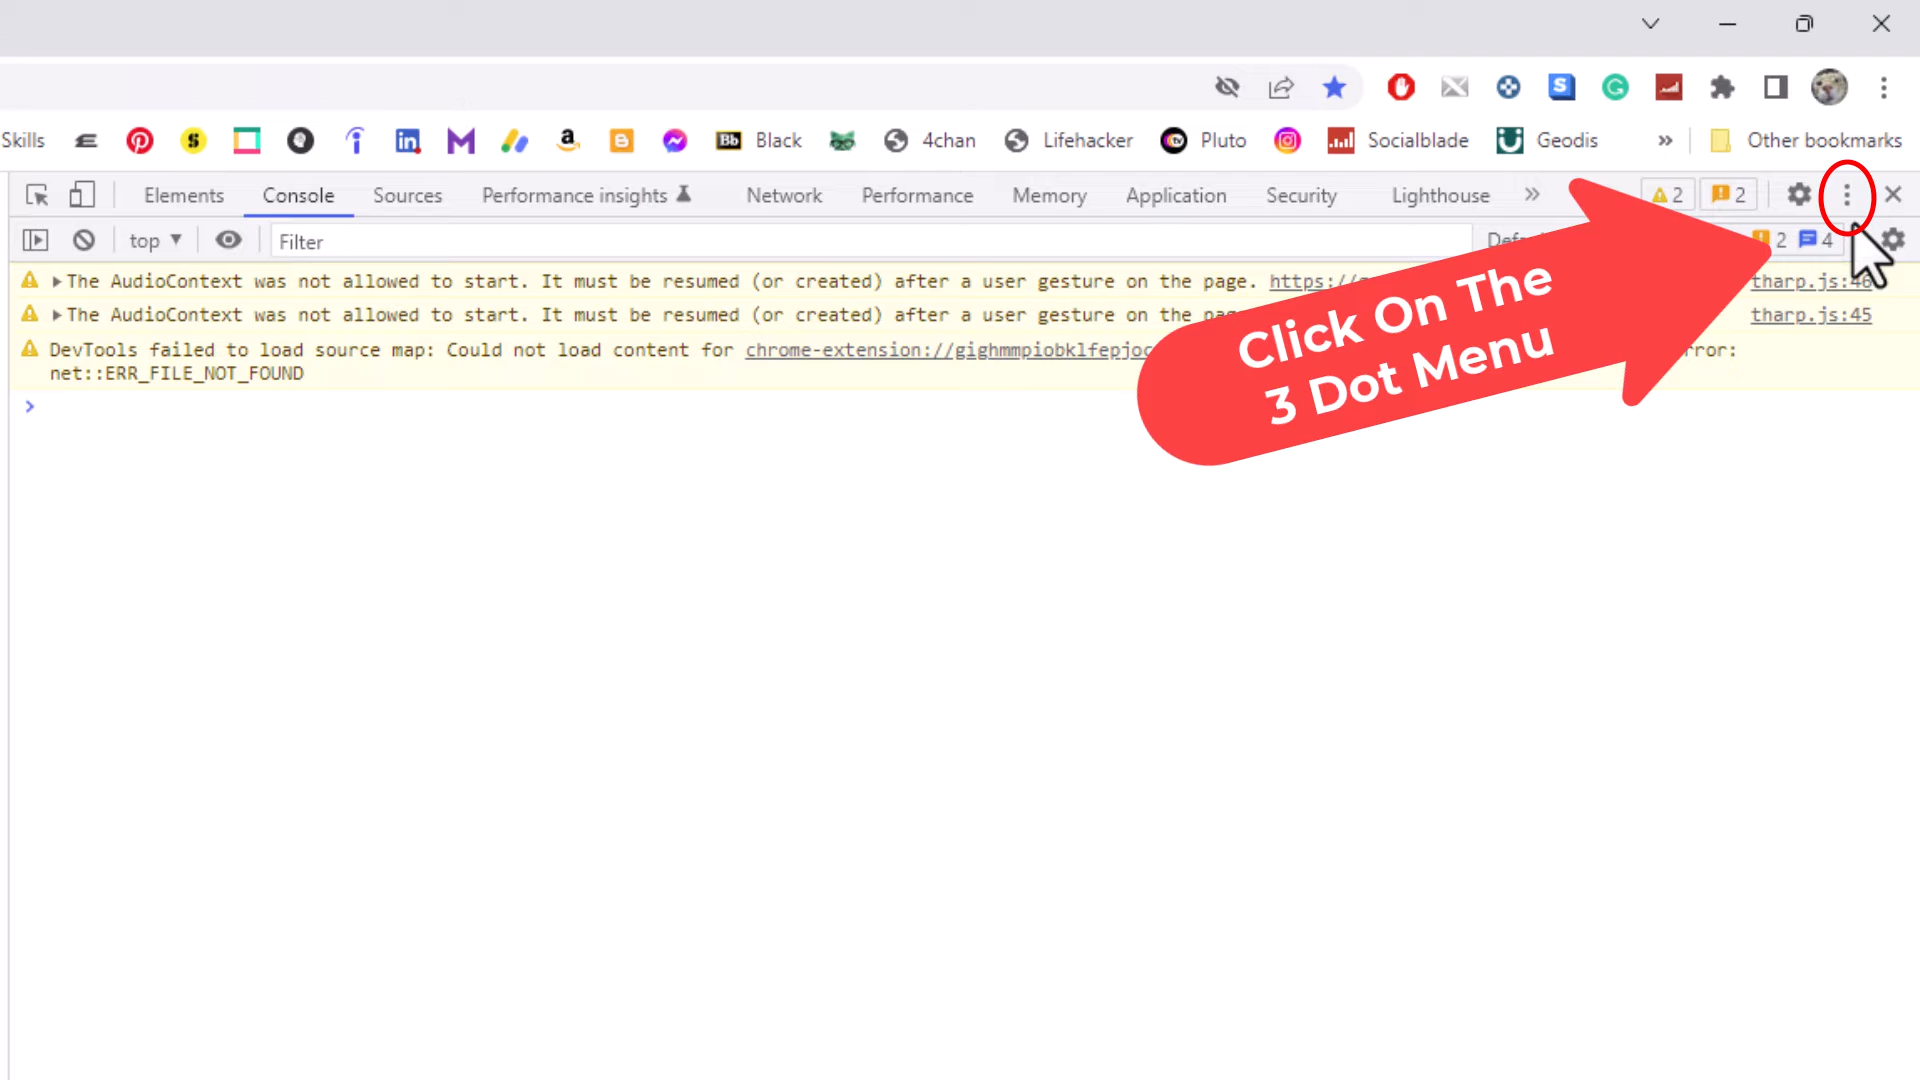 Skills
Black
4chan
Lifehacker
Pluto
Socialblade
Geodis
Other bookmarks
Elements
Console
Sources
Performance insights
Network
Performance
Memory
Application
Security
Lighthouse
2
2
top
Filter
2
4
The AudioContext was not allowed to start. It must be resumed (or created) after a user gesture on the page. https:/
The AudioContext was not allowed to start. It must be resumed (or created) after a user gesture on the
tharp.js:45
DevTools failed to load source map: Could not load content for chrome-extension://gighmmpiobklfepjoc
net::ERR_FILE_NOT_FOUND
Click On The
3 Dot Menu